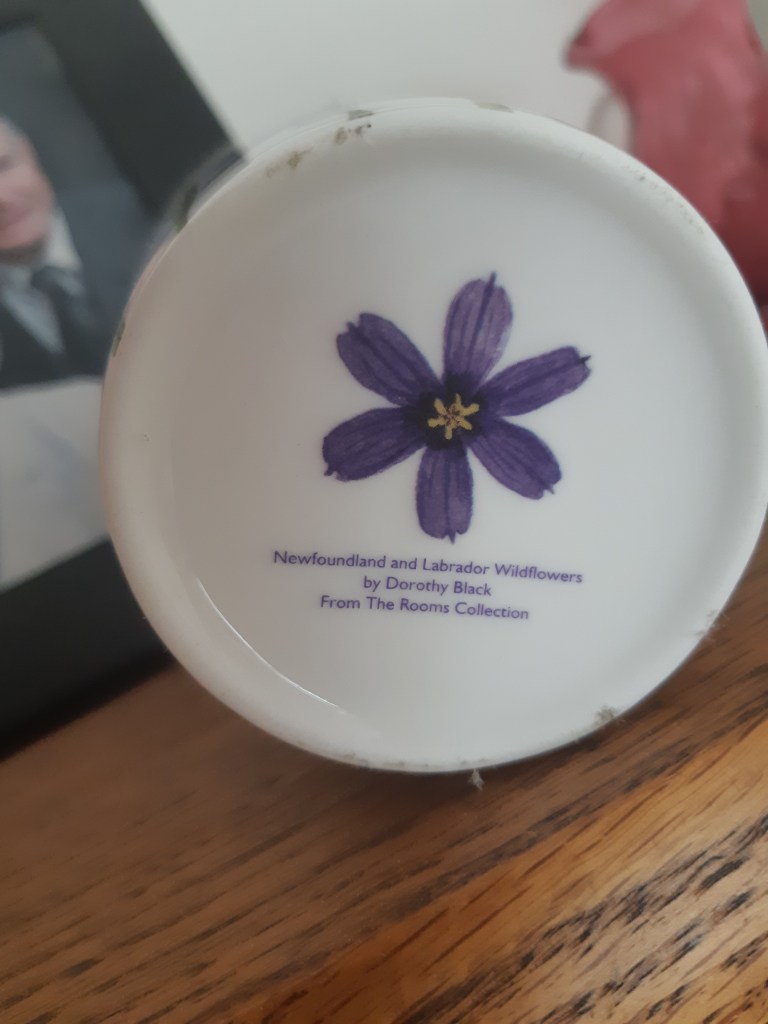 Newfoundland and Labrador Wildflowers
by Dorothy Black
From The Rooms Collection